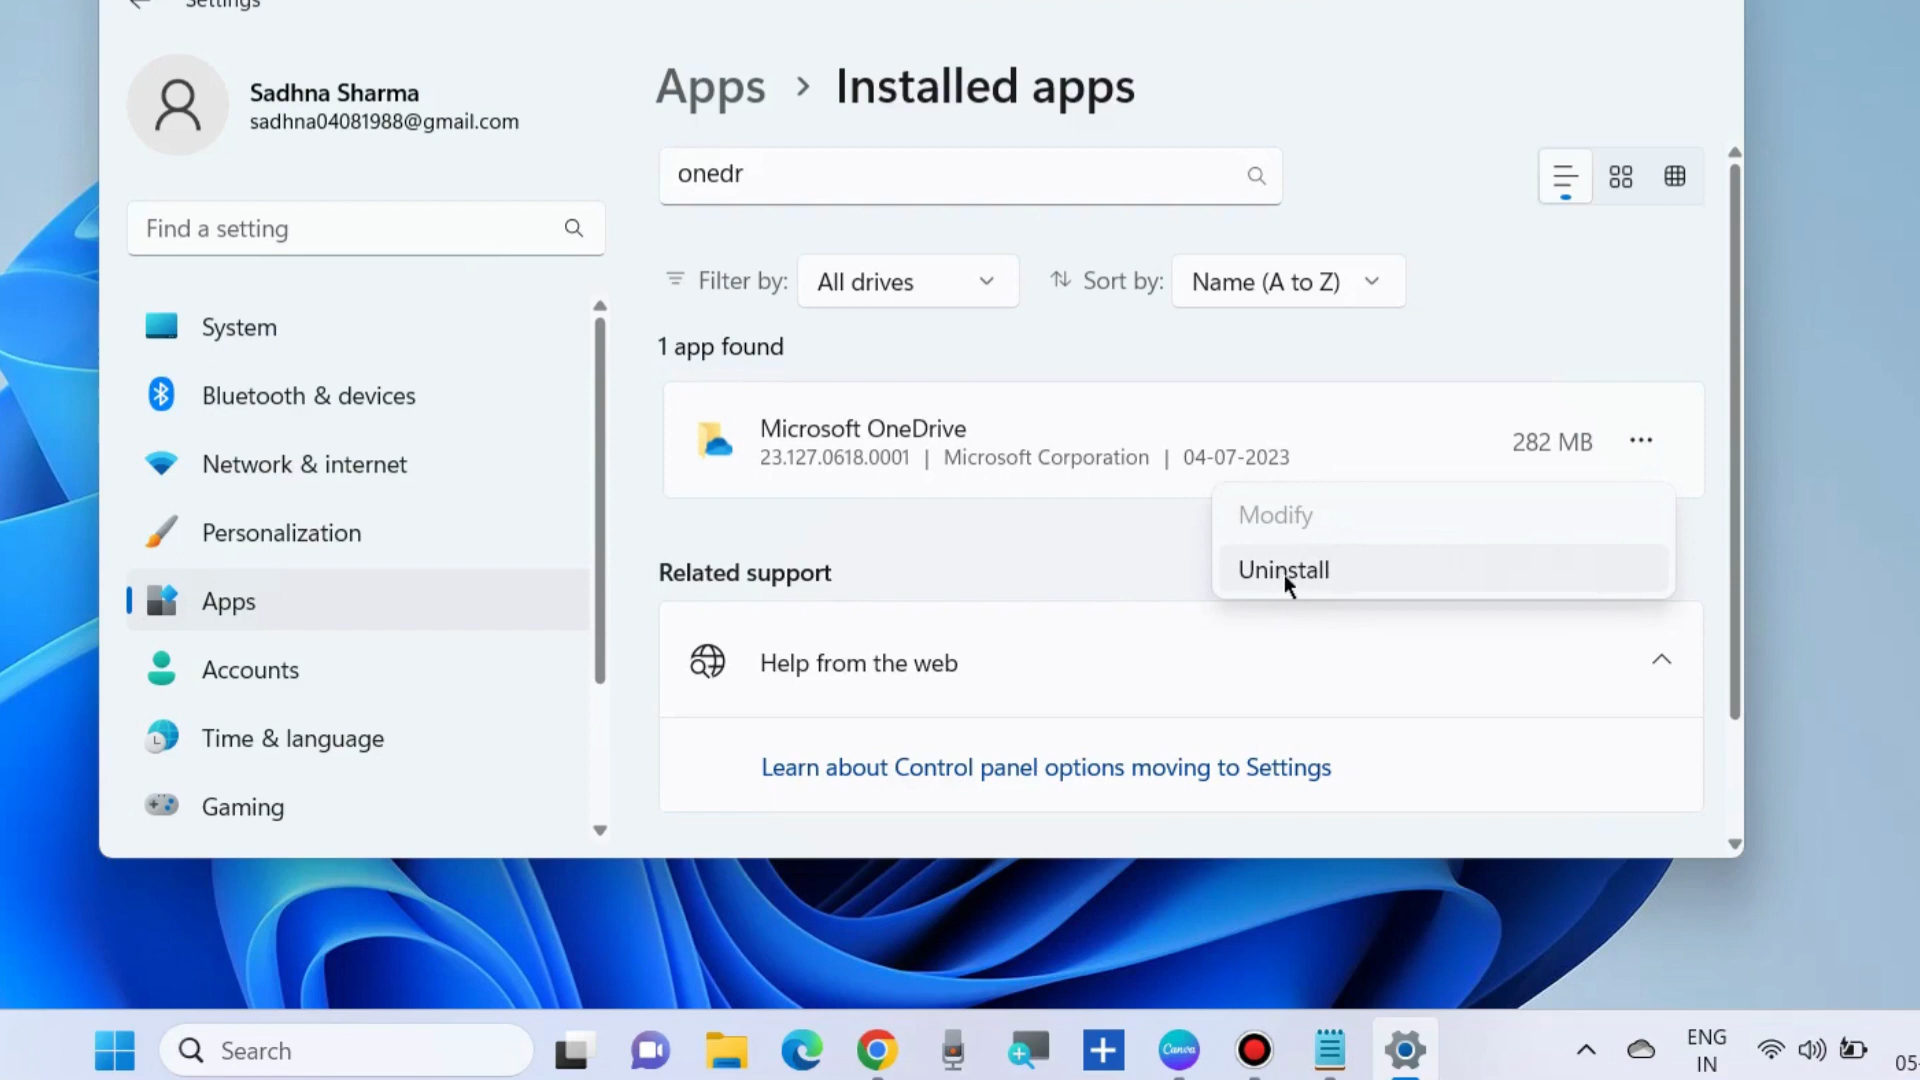 Settings
Sadhna Sharma
sadhna04081988@gmail.com
Find a setting
System
Bluetooth & devices
Network & internet
Personalization
Apps
Accounts
Time & language
Gaming
Apps > Installed apps
onedr
Filter by: All drives
Sort by: Name (A to Z)
1 app found
Microsoft OneDrive
23.127.0618.0001 | Microsoft Corporation | 04-07-2023
282 MB
Modify
Uninstall
Related support
Help from the web
Learn about Control panel options moving to Settings
Search
Canva
ENG
IN
05-